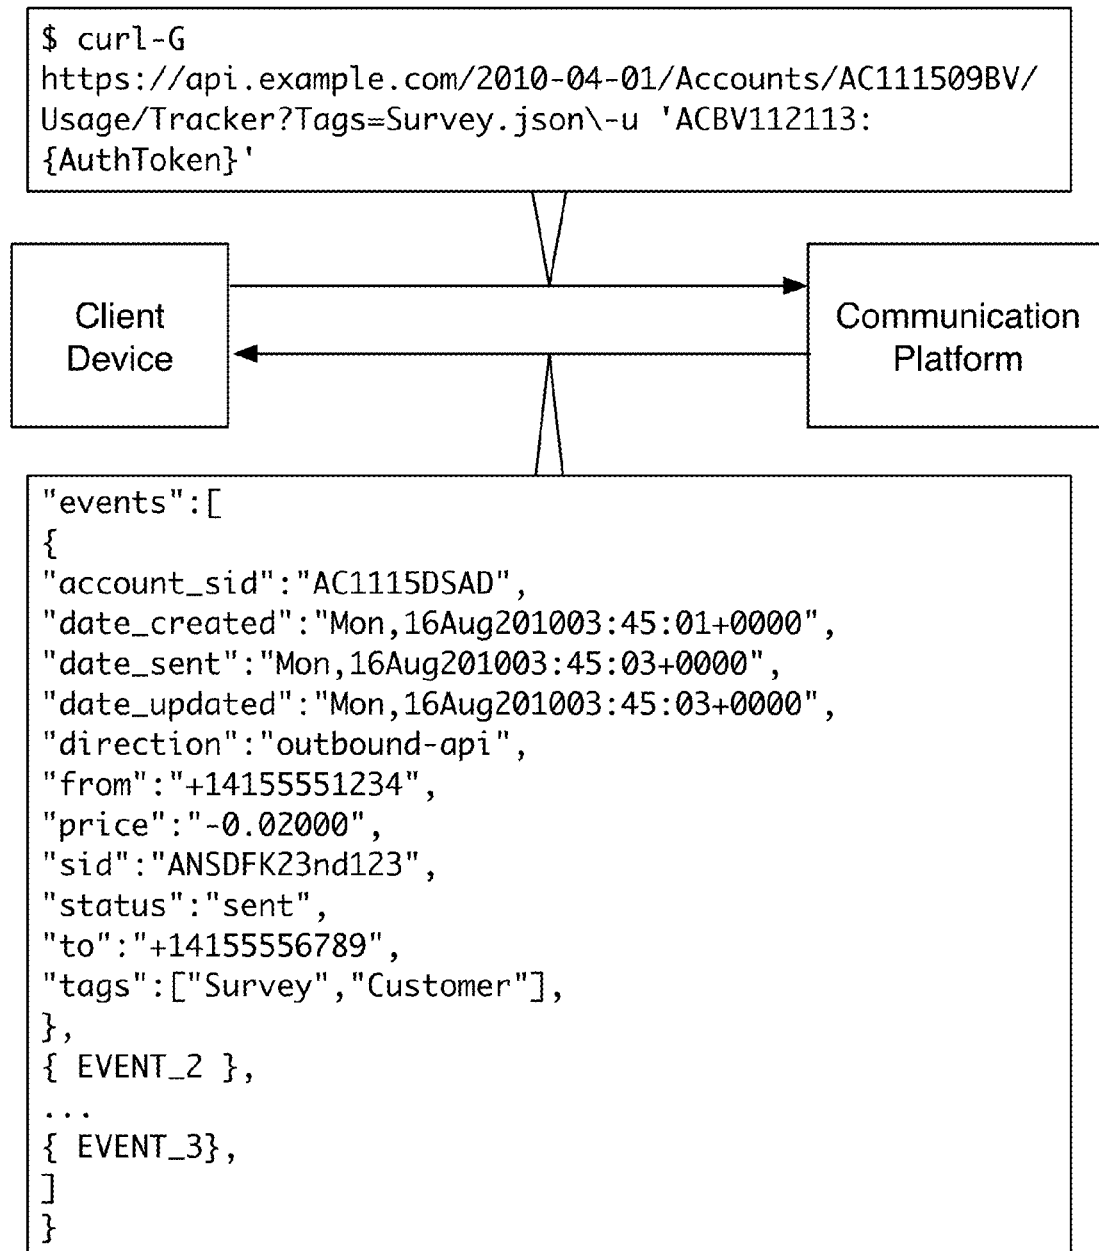 $ curl-G
https://api.example.com/2010-04-01/Accounts/AC111509BV/
Usage/Tracker?Tags=Survey.json\-u 'ACBV112113:
{AuthToken}'
Client
Device
Communication
Platform
"events":[
{
"account_sid":"AC1115DSAD",
"date_created":"Mon,16Aug201003:45:01+0000",
"date_sent":"Mon,16Aug201003:45:03+0000",
"date_updated":"Mon,16Aug201003:45:03+0000",
"direction":"outbound-api",
"from":"+14155551234",
"price":"-0.02000",
"sid":"ANSDFK23nd123",
"status":"sent",
"to":"+14155556789",
"tags":["Survey","Customer"],
},
{ EVENT_2 },
...
{ EVENT_3},
]
}